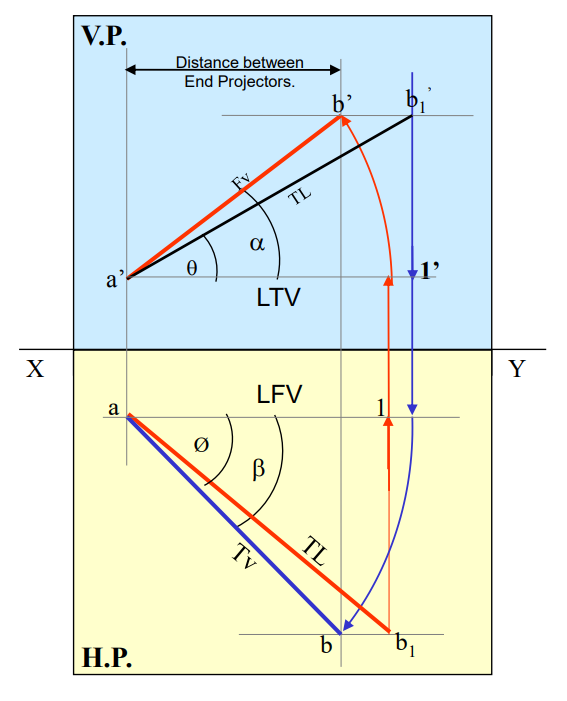 V.P.
Distance between
End Projectors.
b’
b₁’
Fv
TL
α
θ
a’
1’
LTV
X
Y
LFV
a
1
Ø
β
TL
Tv
b
b₁
H.P.